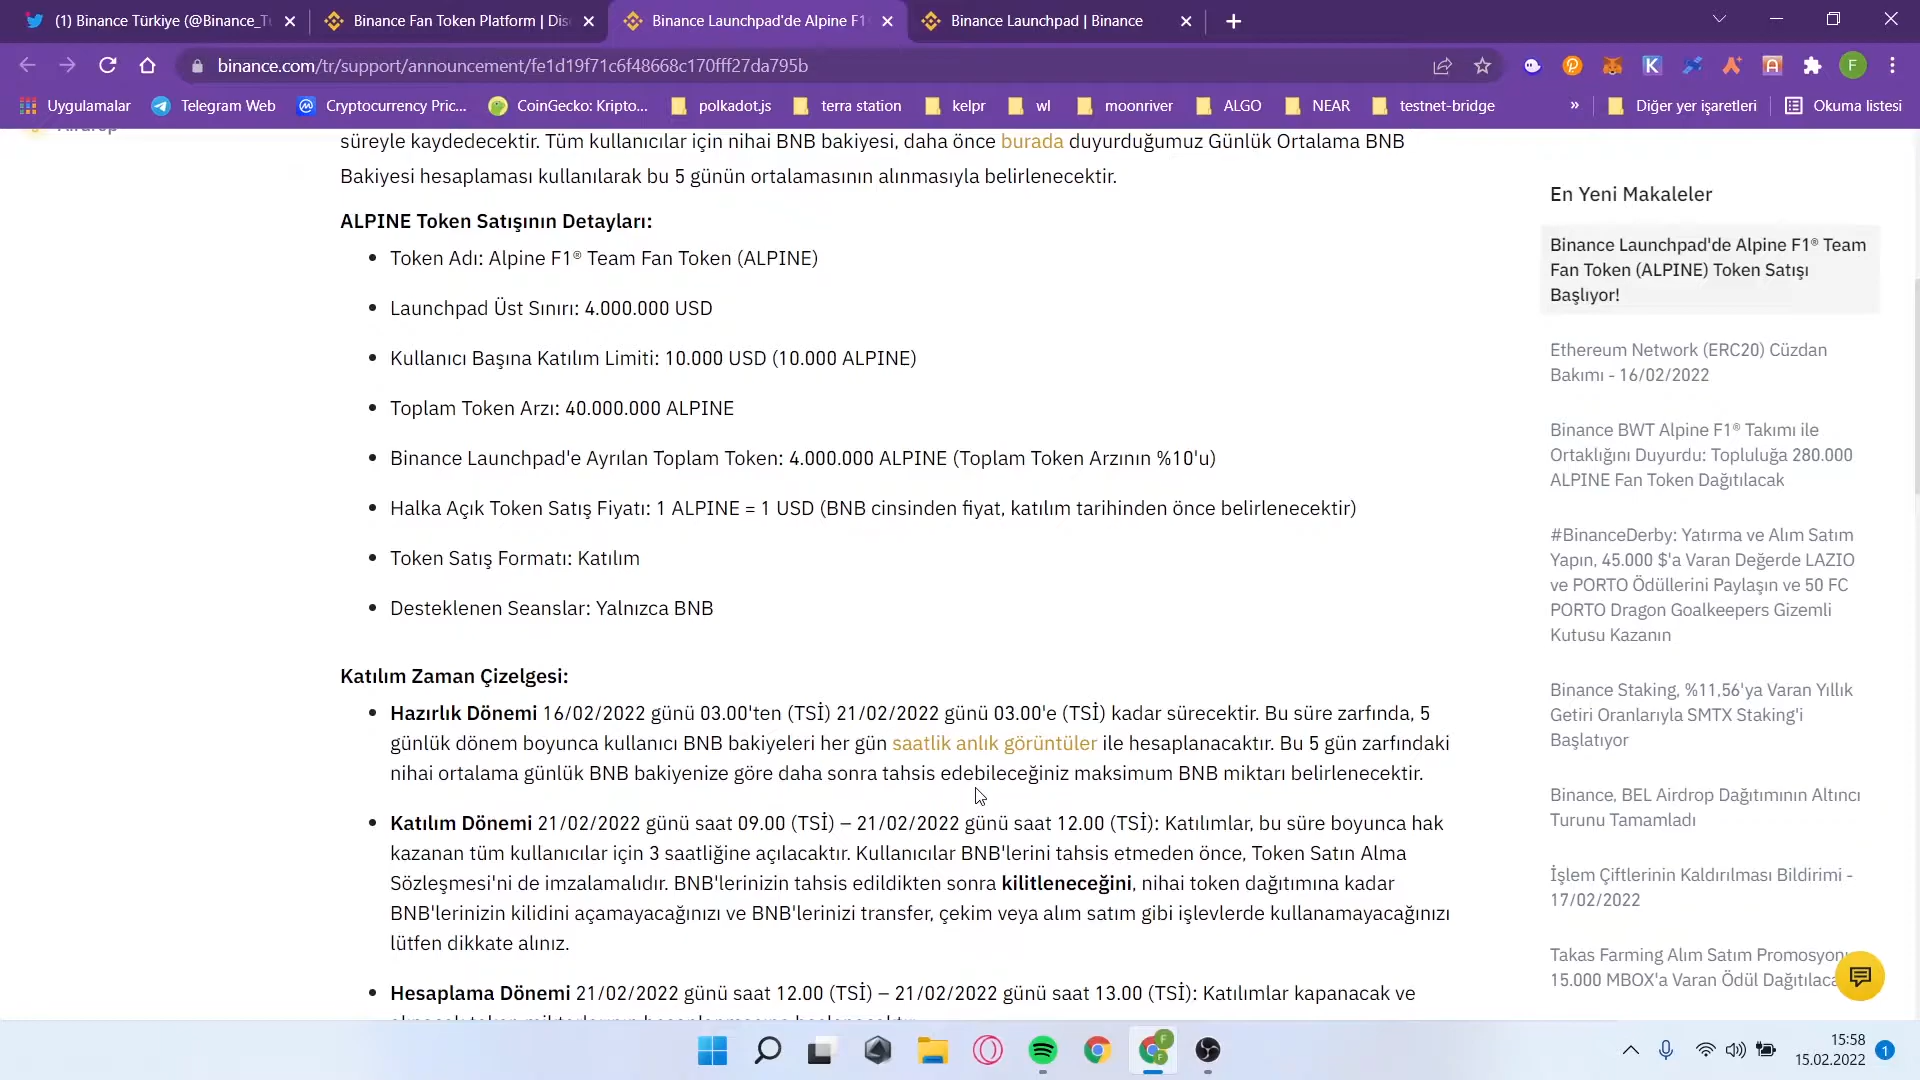 (1) Binance Türkiye (@Binance_Tu
Binance Fan Token Platform | Dis
Binance Launchpad'de Alpine F1
Binance Launchpad | Binance
binance.com/tr/support/announcement/fe1d19f71c6f48668c170fff27da795b
F
Uygulamalar
Telegram Web
Cryptocurrency Pric...
CoinGecko: Kripto...
polkadot.js
terra station
kelpr
wl
moonriver
ALGO
NEAR
testnet-bridge
»
Diğer yer işaretleri
Okuma listesi
Airdrop
süreyle kaydedecektir. Tüm kullanıcılar için nihai BNB bakiyesi, daha önce burada duyurduğumuz Günlük Ortalama BNB
Bakiyesi hesaplaması kullanılarak bu 5 günün ortalamasının alınmasıyla belirlenecektir.
ALPINE Token Satışının Detayları:
• Token Adı: Alpine F1® Team Fan Token (ALPINE)
• Launchpad Üst Sınırı: 4.000.000 USD
• Kullanıcı Başına Katılım Limiti: 10.000 USD (10.000 ALPINE)
• Toplam Token Arzı: 40.000.000 ALPINE
• Binance Launchpad'e Ayrılan Toplam Token: 4.000.000 ALPINE (Toplam Token Arzının %10'u)
• Halka Açık Token Satış Fiyatı: 1 ALPINE = 1 USD (BNB cinsinden fiyat, katılım tarihinden önce belirlenecektir)
• Token Satış Formatı: Katılım
• Desteklenen Seanslar: Yalnızca BNB
Katılım Zaman Çizelgesi:
• Hazırlık Dönemi 16/02/2022 günü 03.00'ten (TSİ) 21/02/2022 günü 03.00'e (TSİ) kadar sürecektir. Bu süre zarfında, 5
günlük dönem boyunca kullanıcı BNB bakiyeleri her gün saatlik anlık görüntüler ile hesaplanacaktır. Bu 5 gün zarfındaki
nihai ortalama günlük BNB bakiyenize göre daha sonra tahsis edebileceğiniz maksimum BNB miktarı belirlenecektir.
• Katılım Dönemi 21/02/2022 günü saat 09.00 (TSİ) – 21/02/2022 günü saat 12.00 (TSİ): Katılımlar, bu süre boyunca hak
kazanan tüm kullanıcılar için 3 saatliğine açılacaktır. Kullanıcılar BNB'lerini tahsis etmeden önce, Token Satın Alma
Sözleşmesi'ni de imzalamalıdır. BNB'lerinizin tahsis edildikten sonra kilitleneceğini, nihai token dağıtımına kadar
BNB'lerinizin kilidini açamayacağınızı ve BNB'lerinizi transfer, çekim veya alım satım gibi işlevlerde kullanamayacağınızı
lütfen dikkate alınız.
• Hesaplama Dönemi 21/02/2022 günü saat 12.00 (TSİ) – 21/02/2022 günü saat 13.00 (TSİ): Katılımlar kapanacak ve
En Yeni Makaleler
Binance Launchpad'de Alpine F1® Team
Fan Token (ALPINE) Token Satışı
Başlıyor!
Ethereum Network (ERC20) Cüzdan
Bakımı - 16/02/2022
Binance BWT Alpine F1® Takımı ile
Ortaklığını Duyurdu: Topluluğa 280.000
ALPINE Fan Token Dağıtılacak
#BinanceDerby: Yatırma ve Alım Satım
Yapın, 45.000 $'a Varan Değerde LAZIO
ve PORTO Ödüllerini Paylaşın ve 50 FC
PORTO Dragon Goalkeepers Gizemli
Kutusu Kazanın
Binance Staking, %11,56'ya Varan Yıllık
Getiri Oranlarıyla SMTX Staking'i
Başlatıyor
Binance, BEL Airdrop Dağıtımının Altıncı
Turunu Tamamladı
İşlem Çiftlerinin Kaldırılması Bildirimi -
17/02/2022
Takas Farming Alım Satım Promosyonu
15.000 MBOX'a Varan Ödül Dağıtılaca
15:58
15.02.2022
1